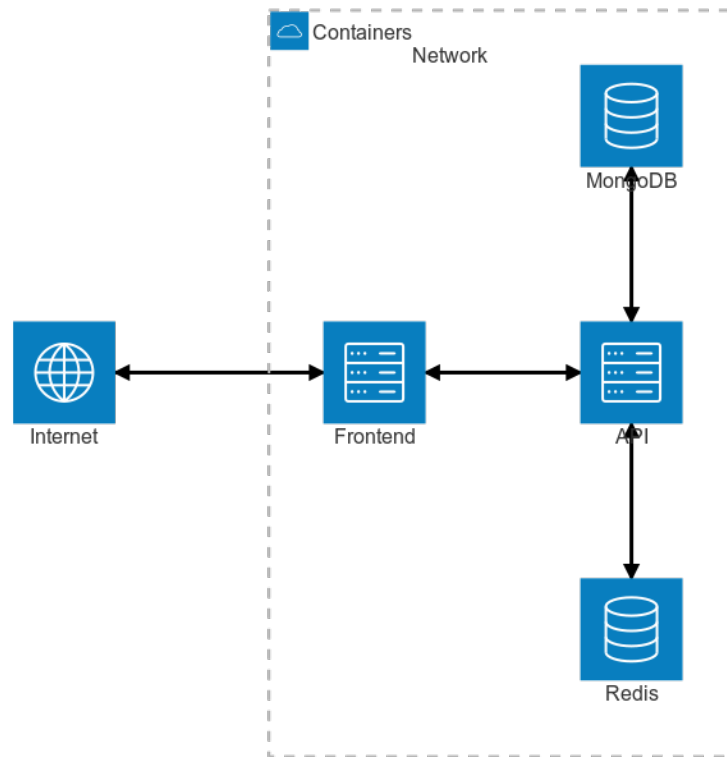 Containers
Network
MongoDB
Internet
Frontend
API
Redis